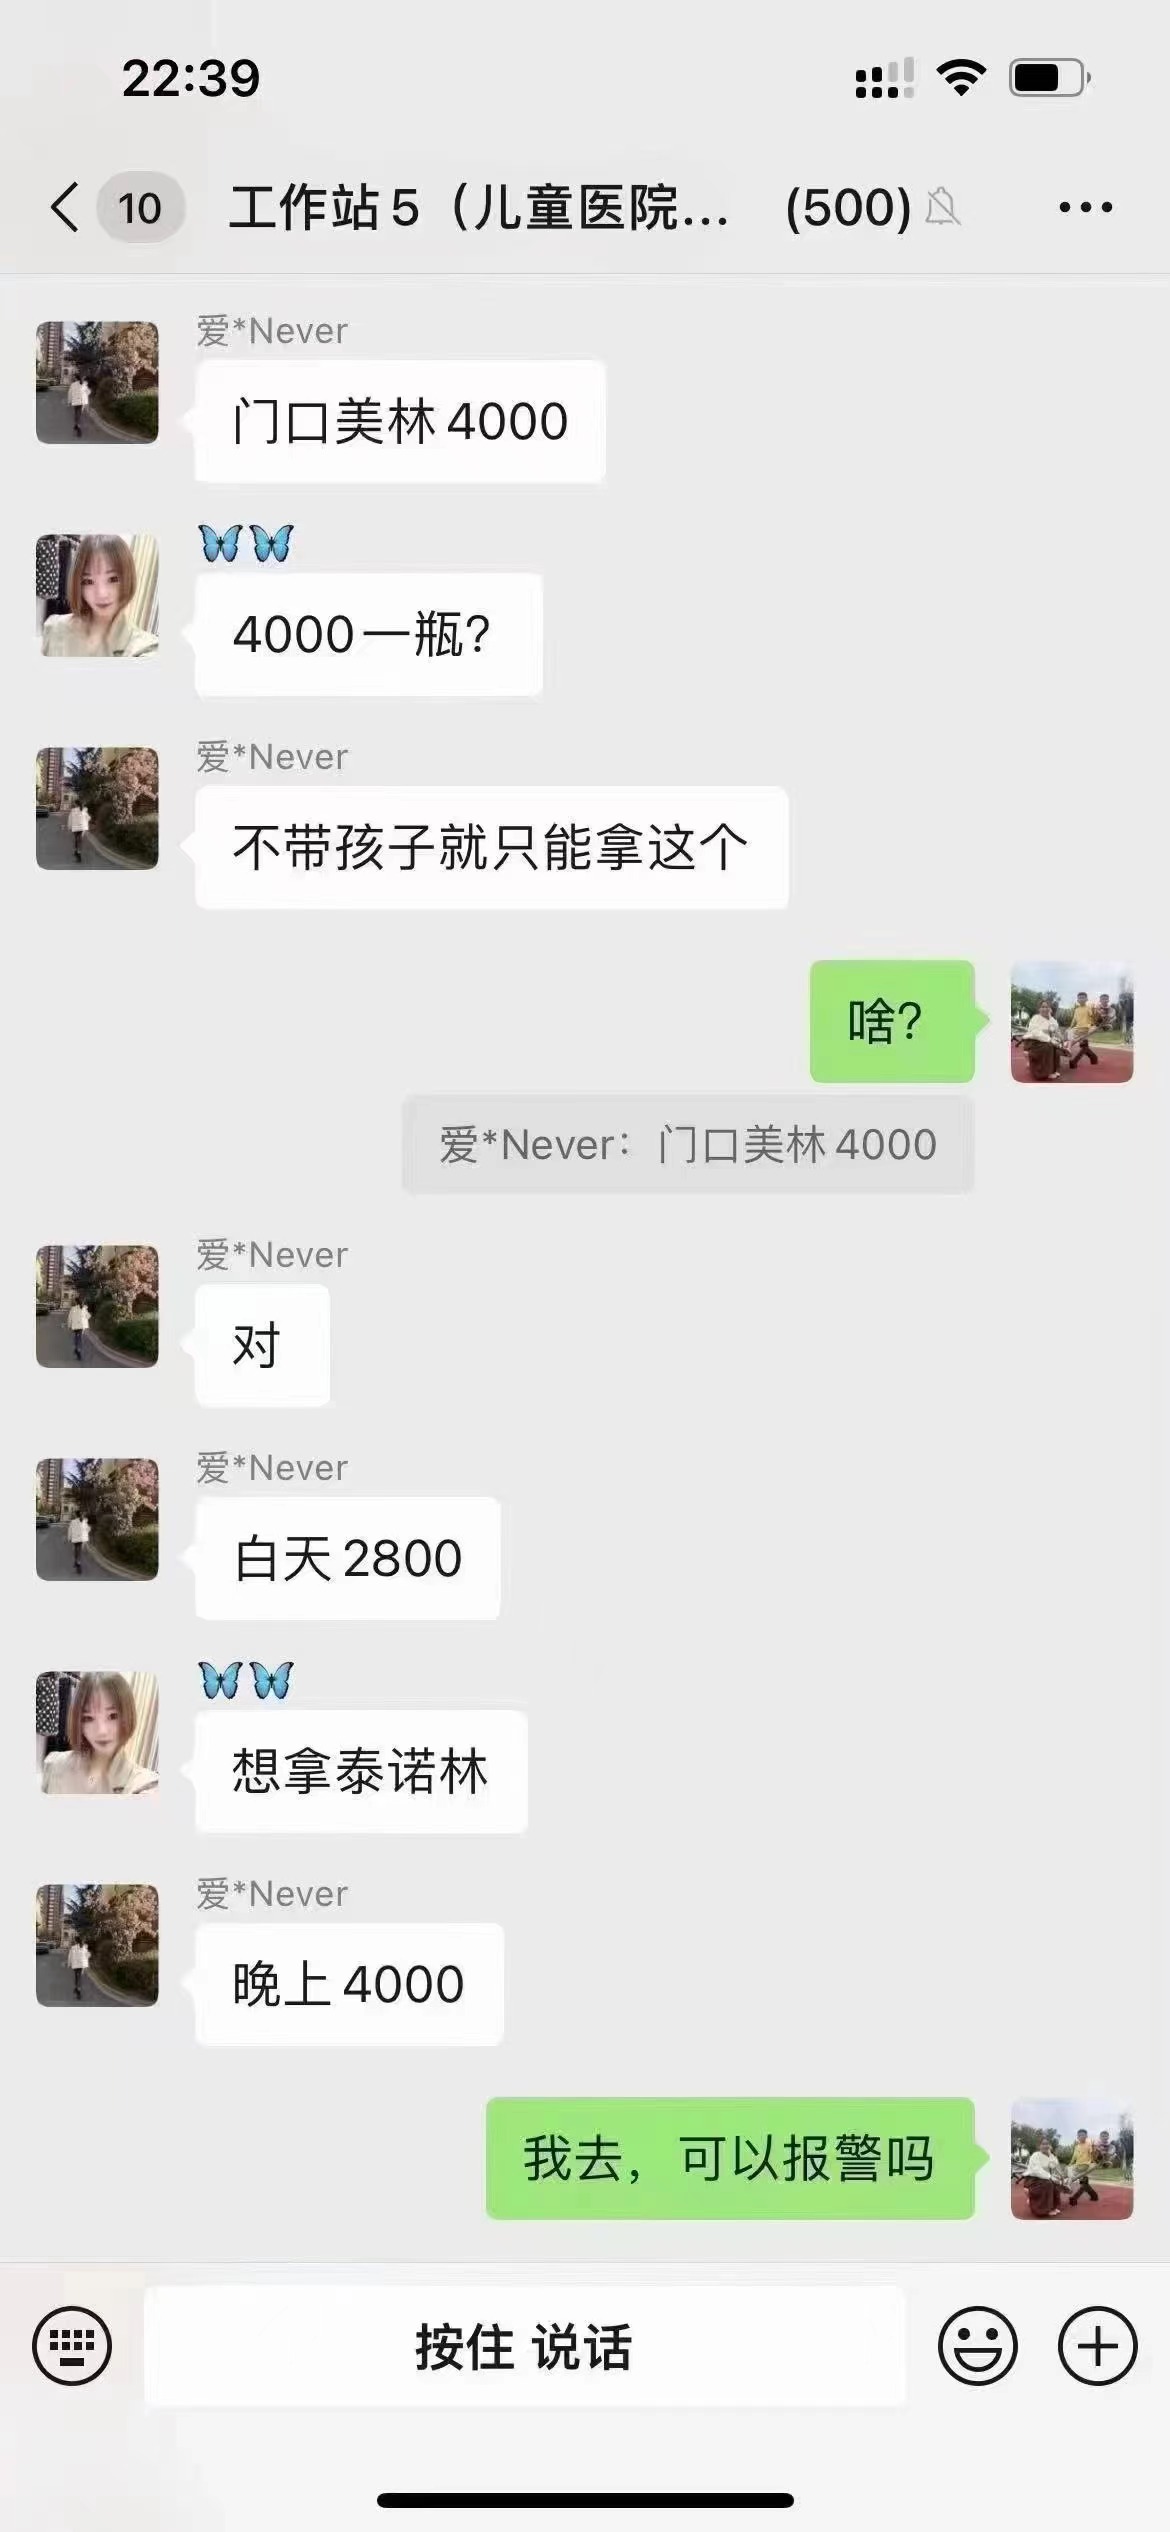 22:39
10
工作站5（儿童医院... (500)
爱*Never
门口美林4000
🦋🦋
4000一瓶?
爱*Never
不带孩子就只能拿这个
啥?
爱*Never：门口美林4000
爱*Never
对
爱*Never
白天2800
🦋🦋
想拿泰诺林
爱*Never
晚上4000
我去，可以报警吗
按住 说话